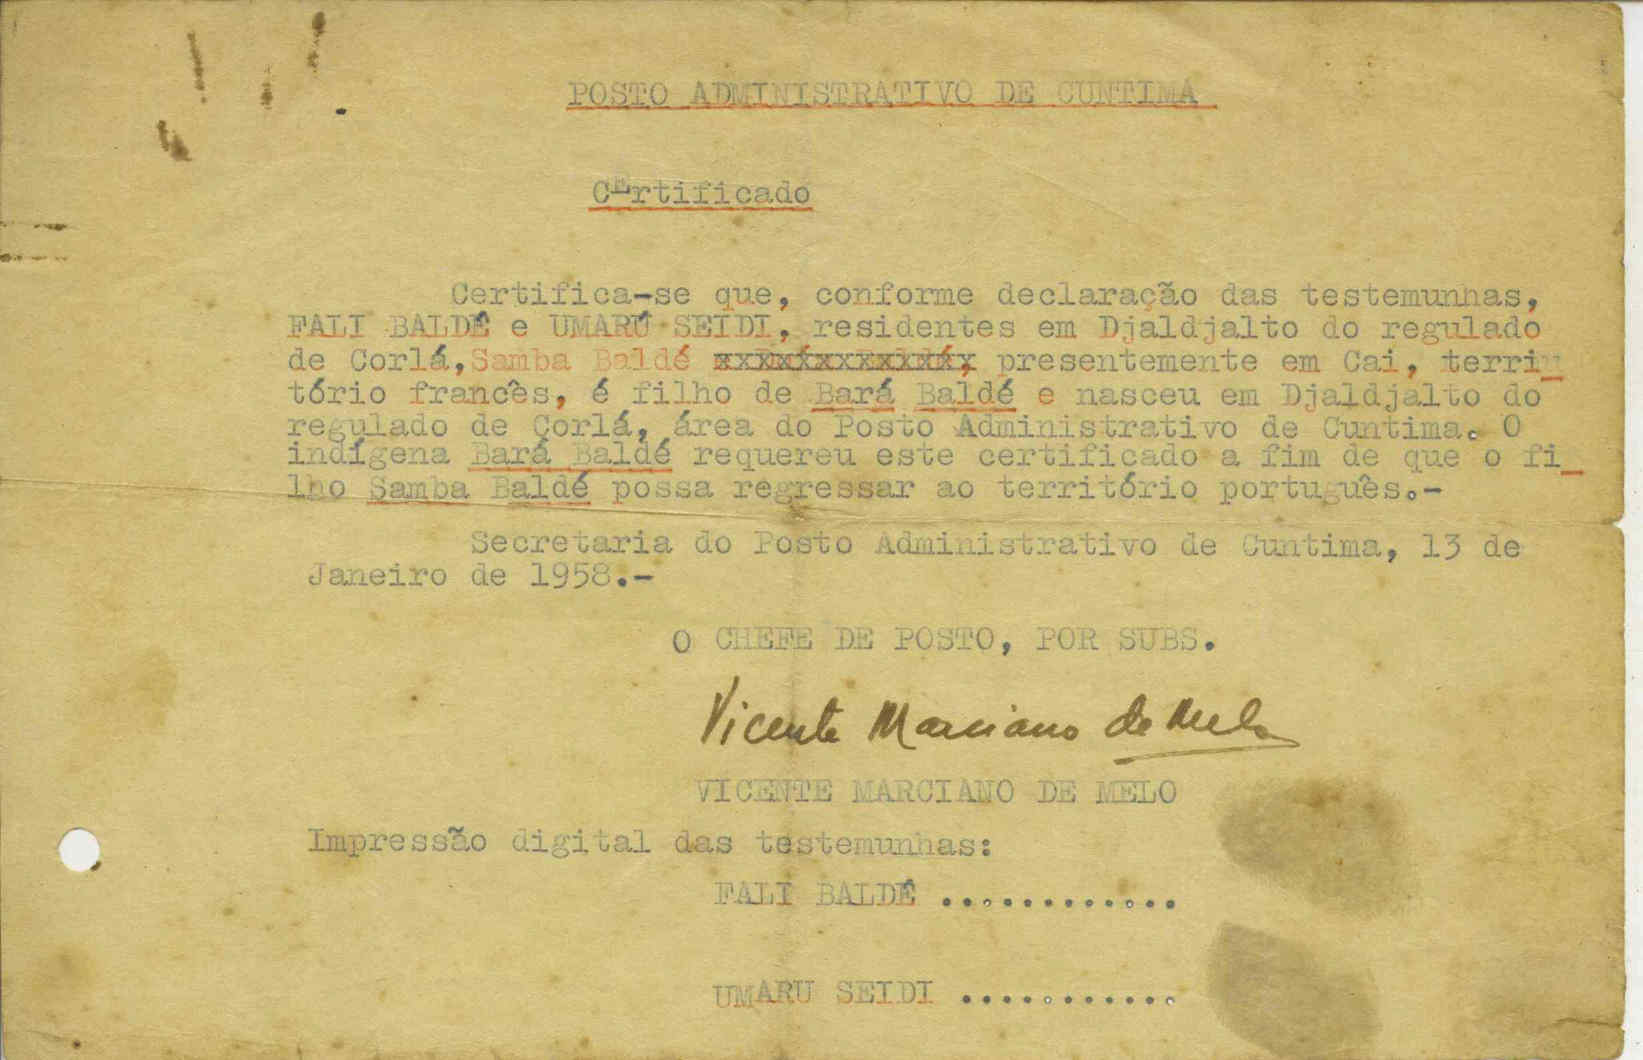 POSTO ADMINISTRATIVO DE CUNTIMA
CErtificado
Certifica-se que, conforme declaração das testemunhas,
FALI BALDÉ e UMARÚ SEIDI, residentes em Djaldjalto do regulado
de Corlá, Samba Baldé presentemente em Cai, terri_
tório francês, é filho de Bará Baldé e nasceu em Djaldjalto do
regulado de Corlá, área do Posto Administrativo de Cuntima. O
indígena Bará Baldé requereu este certificado a fim de que o fi_
lho Samba Baldé possa regressar ao território português.-
Secretaria do Posto Administrativo de Cuntima, 13 de
Janeiro de 1958.-
O CHEFE DE POSTO, POR SUBS.
Vicente Marciano de Melo
VICENTE MARCIANO DE MELO
Impressão digital das testemunhas:
FALI BALDÉ ............
UMARU SEIDI ...........